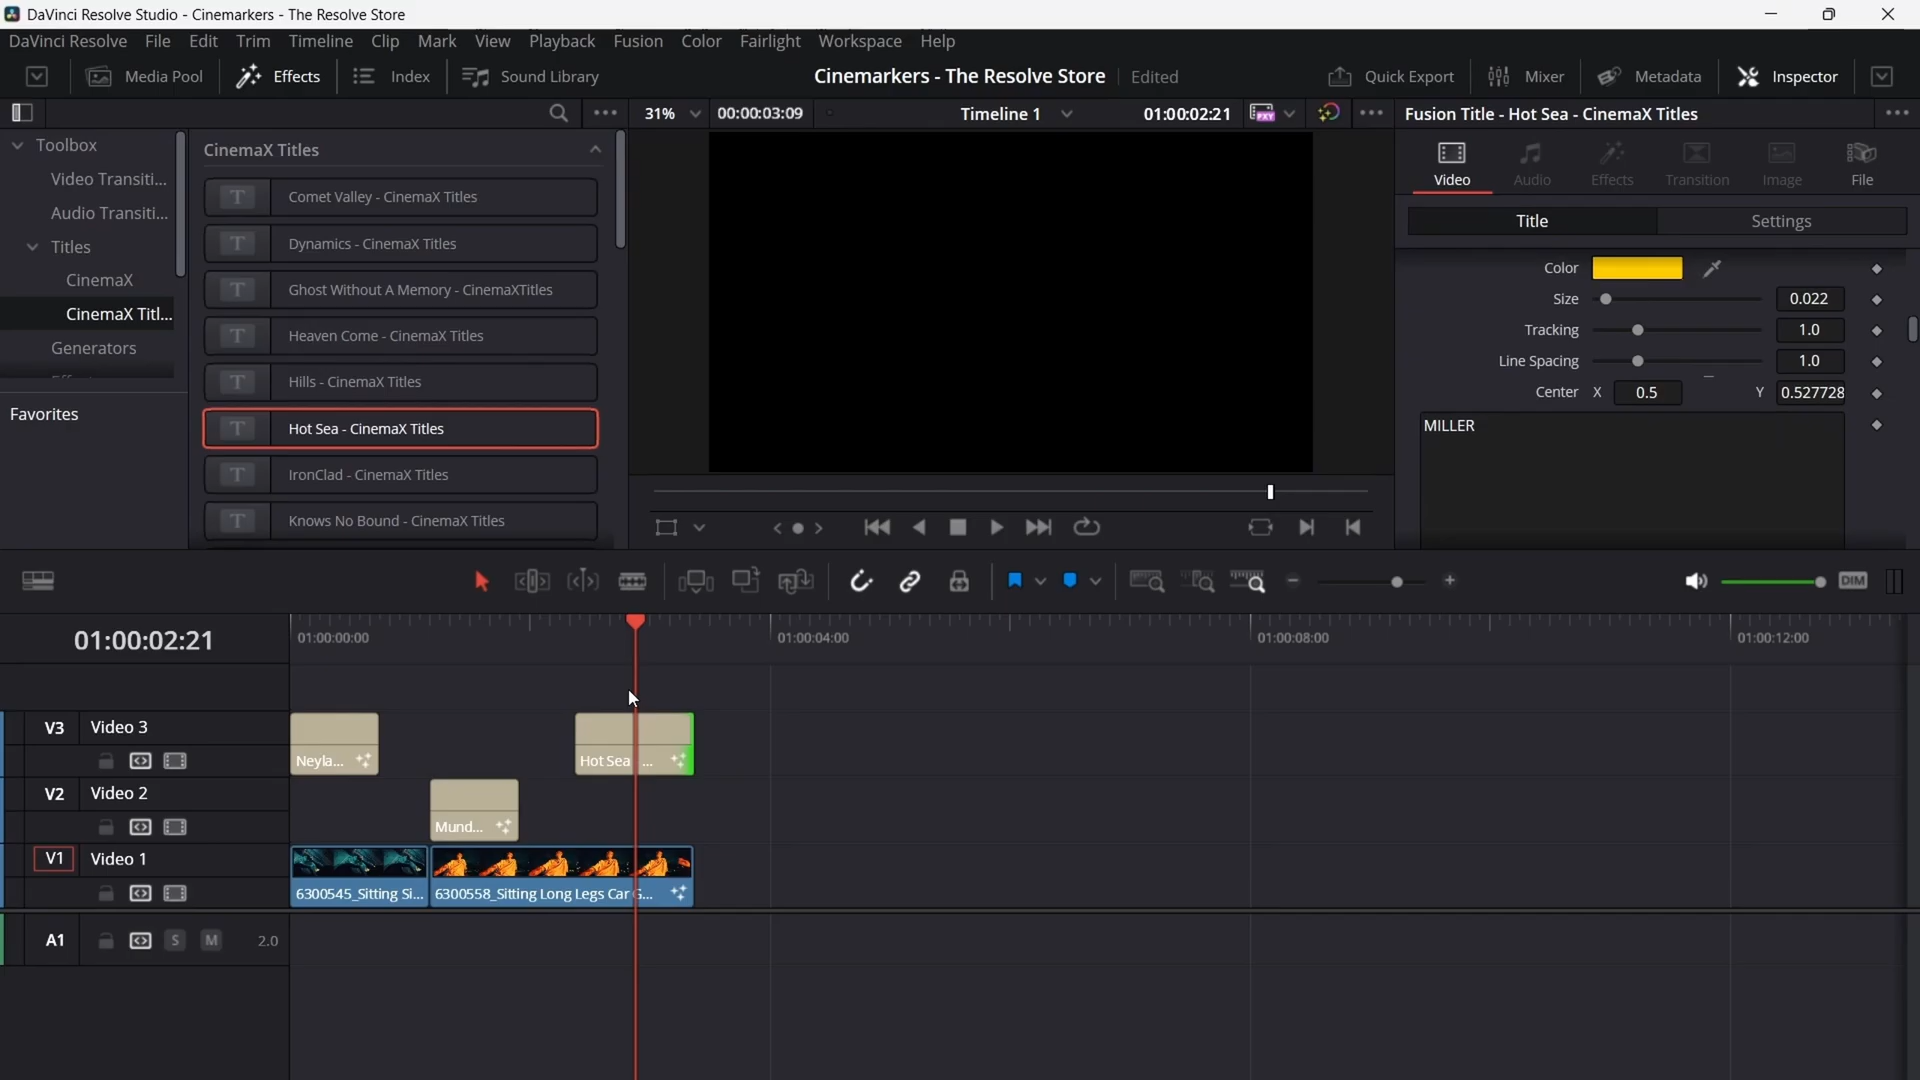 DaVinci Resolve Studio - Cinemarkers - The Resolve Store
DaVinci Resolve File Edit Trim Timeline Clip Mark View Playback Fusion Color Fairlight Workspace Help
Media Pool Effects Index Sound Library Cinemarkers - The Resolve Store Edited Quick Export Mixer Metadata Inspector
31% 00:00:03:09 Timeline 1 01:00:02:21 PXY Fusion Title - Hot Sea - CinemaX Titles
Toolbox
Video Transiti...
Audio Transiti...
Titles
CinemaX
CinemaX Titl...
Generators
Favorites
CinemaX Titles
T Comet Valley - CinemaX Titles
T Dynamics - CinemaX Titles
T Ghost Without A Memory - CinemaXTitles
T Heaven Come - CinemaX Titles
T Hills - CinemaX Titles
T Hot Sea - CinemaX Titles
T IronClad - CinemaX Titles
T Knows No Bound - CinemaX Titles
Video Audio Effects Transition Image File
Title Settings
Color
Size 0.022
Tracking 1.0
Line Spacing 1.0
Center X 0.5 Y 0.527728
MILLER
DIM
01:00:02:21 01:00:00:00 01:00:04:00 01:00:08:00 01:00:12:00
V3 Video 3
Neyla... Hot Sea ...
V2 Video 2
Mund...
V1 Video 1
6300545_Sitting Si... 6300558_Sitting Long Legs Car G...
A1 S M 2.0